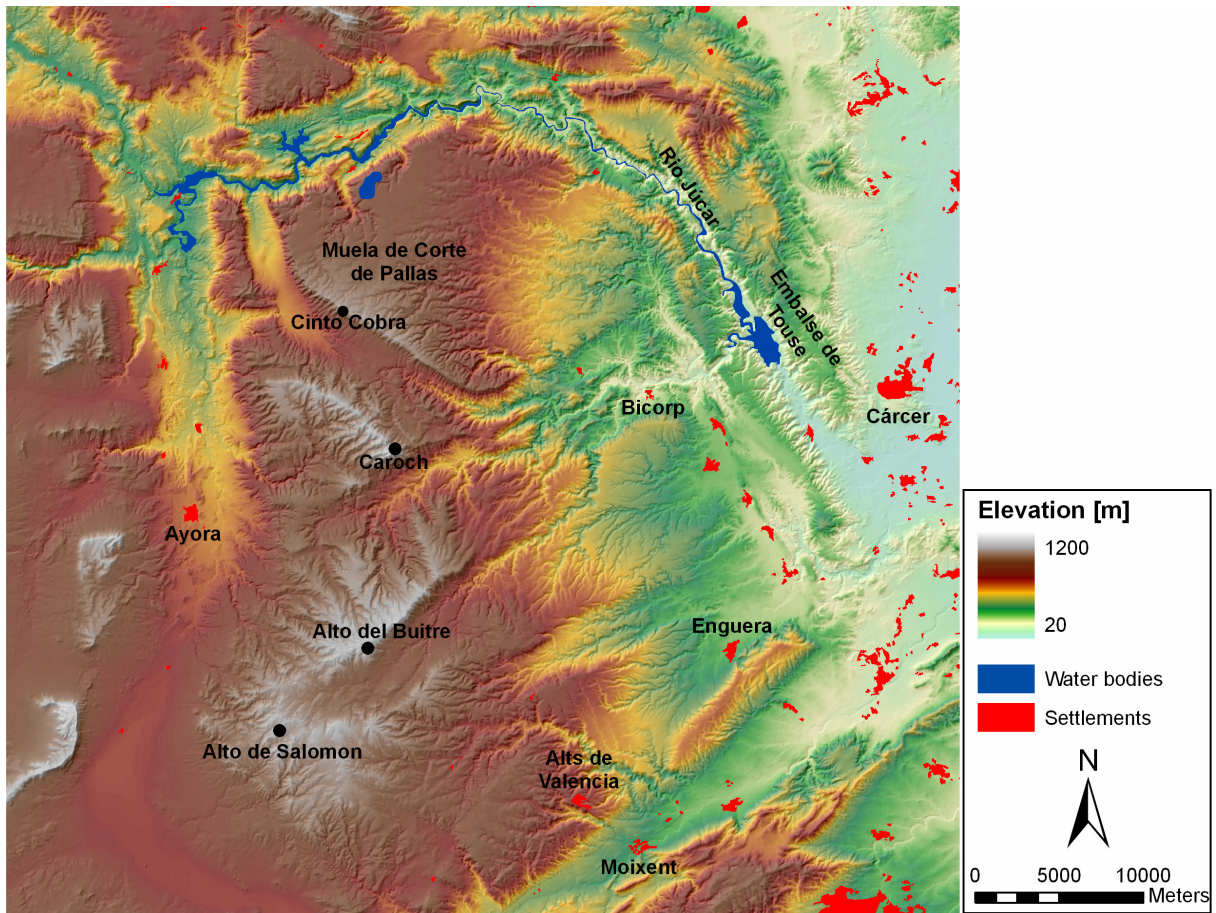 Río Júcar
Muela de Corte
de Pallas
Embalse de
Touse
Cinto Cobra
Bicorp
Cárcer
Caroch
Ayora
Enguera
Alto del Buitre
Alto de Salomon
Alts de
Valencia
Moixent
Elevation [m]
1200
20
Water bodies
Settlements
N
0 5000 10000
Meters